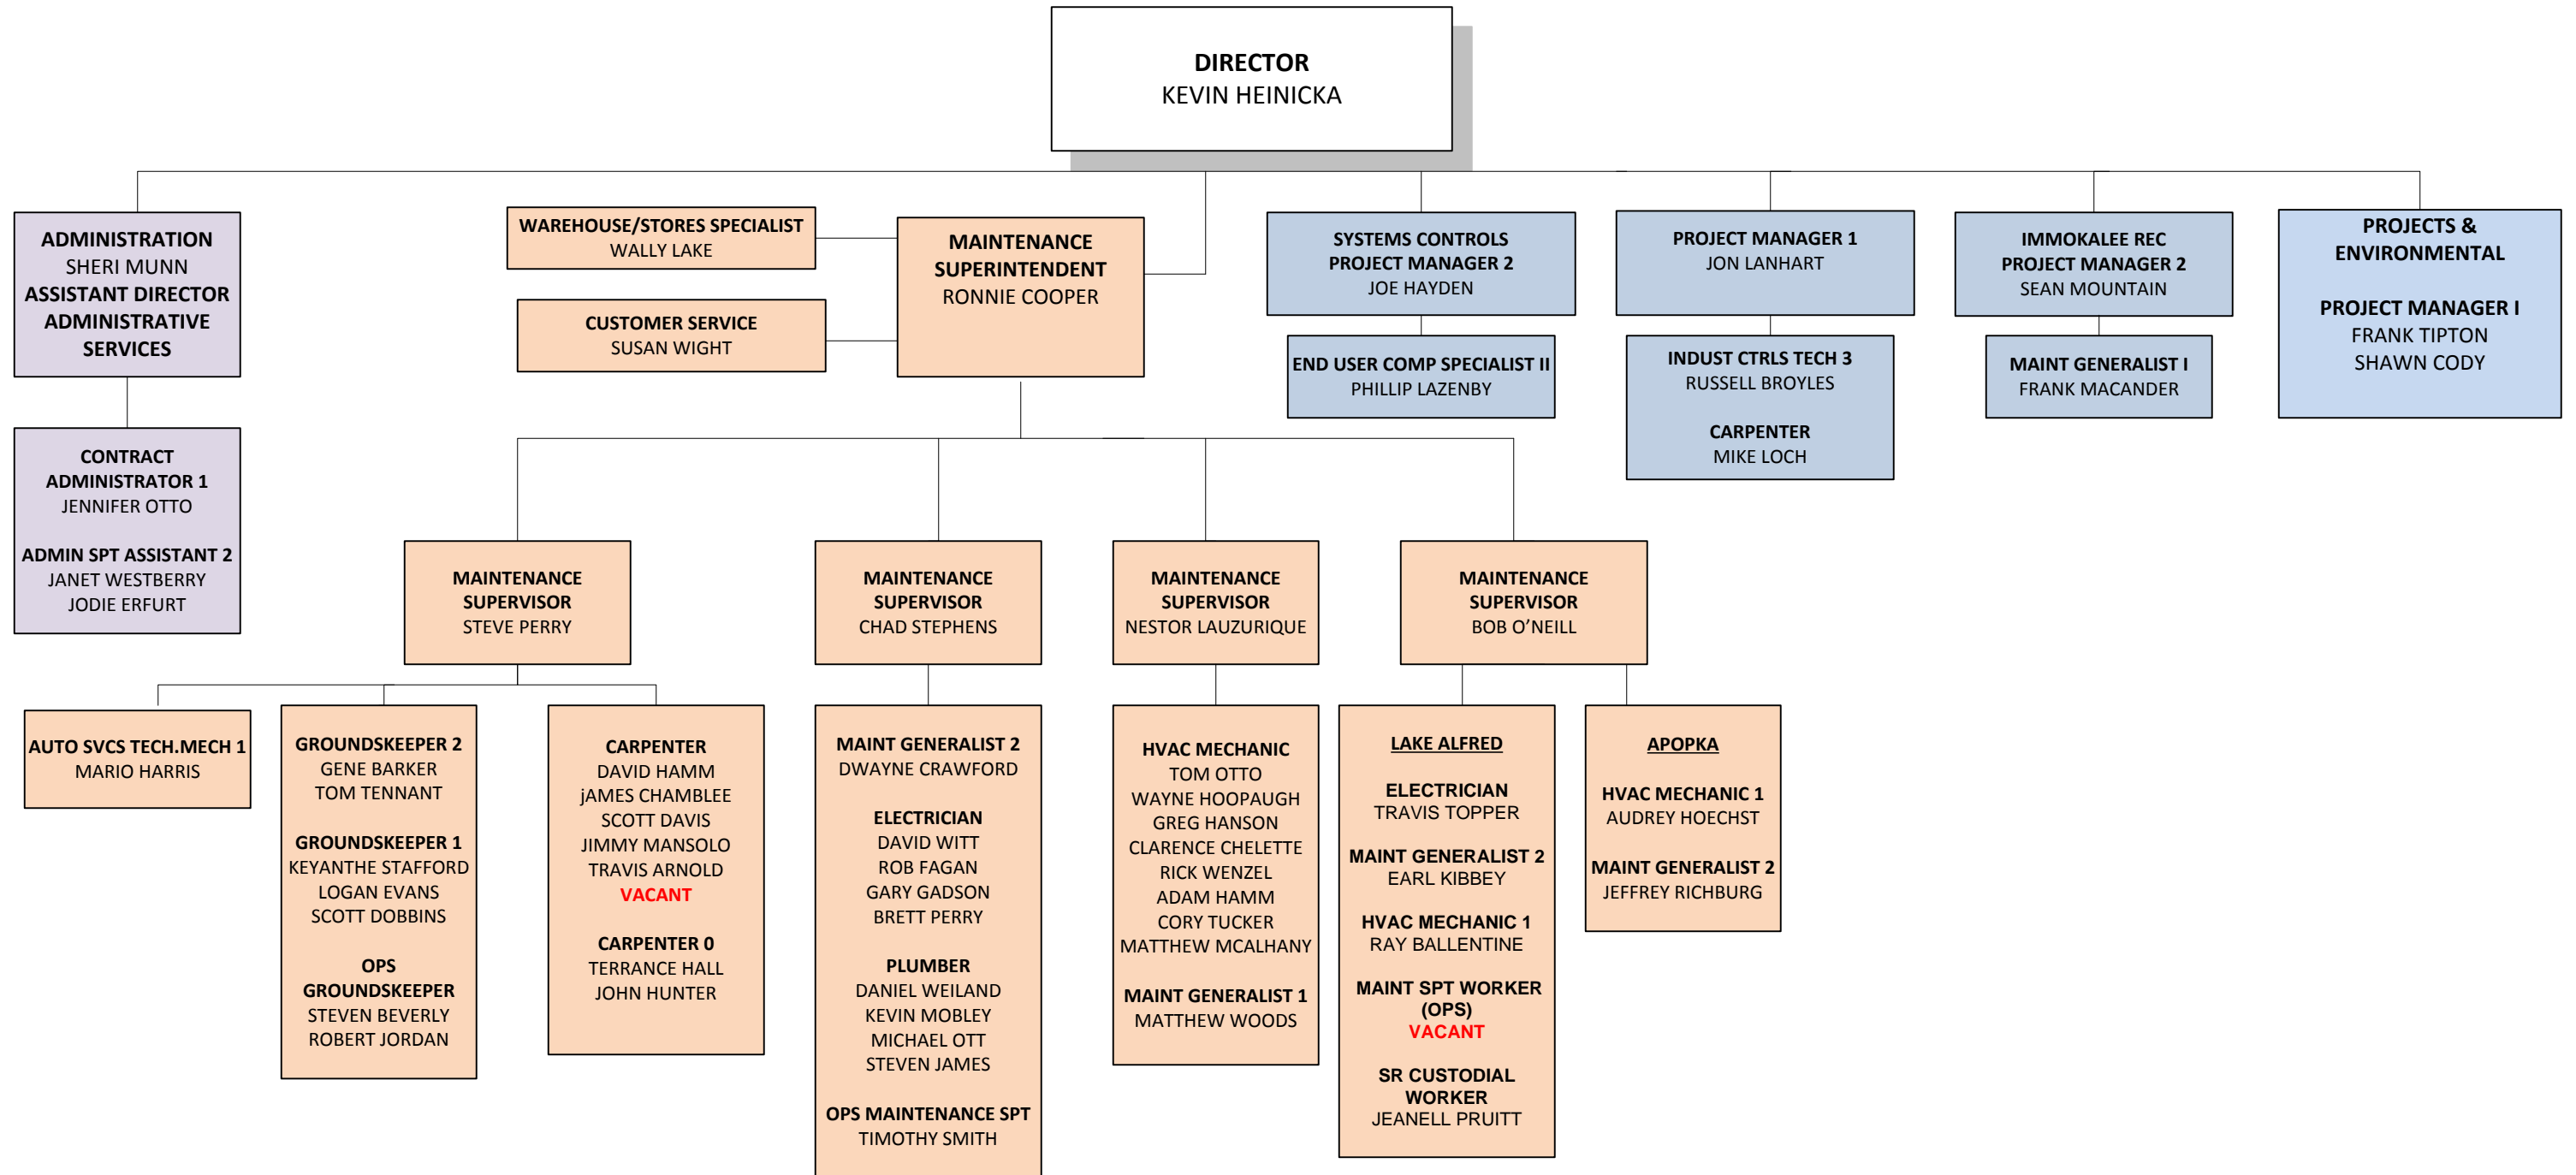 DIRECTOR
KEVIN HEINICKA
ADMINISTRATION
SHERI MUNN
ASSISTANT DIRECTOR
ADMINISTRATIVE
SERVICES
CONTRACT
ADMINISTRATOR 1
JENNIFER OTTO
ADMIN SPT ASSISTANT 2
JANET WESTBERRY
JODIE ERFURT
WAREHOUSE/STORES SPECIALIST
WALLY LAKE
CUSTOMER SERVICE
SUSAN WIGHT
MAINTENANCE
SUPERINTENDENT
RONNIE COOPER
SYSTEMS CONTROLS
PROJECT MANAGER 2
JOE HAYDEN
END USER COMP SPECIALIST II
PHILLIP LAZENBY
PROJECT MANAGER 1
JON LANHART
INDUST CTRLS TECH 3
RUSSELL BROYLES
CARPENTER
MIKE LOCH
IMMOKALEE REC
PROJECT MANAGER 2
SEAN MOUNTAIN
MAINT GENERALIST I
FRANK MACANDER
PROJECTS &
ENVIRONMENTAL
PROJECT MANAGER I
FRANK TIPTON
SHAWN CODY
MAINTENANCE
SUPERVISOR
STEVE PERRY
MAINTENANCE
SUPERVISOR
CHAD STEPHENS
MAINTENANCE
SUPERVISOR
NESTOR LAUZURIQUE
MAINTENANCE
SUPERVISOR
BOB O’NEILL
AUTO SVCS TECH.MECH 1
MARIO HARRIS
GROUNDSKEEPER 2
GENE BARKER
TOM TENNANT
GROUNDSKEEPER 1
KEYANTHE STAFFORD
LOGAN EVANS
SCOTT DOBBINS
OPS
GROUNDSKEEPER
STEVEN BEVERLY
ROBERT JORDAN
CARPENTER
DAVID HAMM
jAMES CHAMBLEE
SCOTT DAVIS
JIMMY MANSOLO
TRAVIS ARNOLD
VACANT
CARPENTER 0
TERRANCE HALL
JOHN HUNTER
MAINT GENERALIST 2
DWAYNE CRAWFORD
ELECTRICIAN
DAVID WITT
ROB FAGAN
GARY GADSON
BRETT PERRY
PLUMBER
DANIEL WEILAND
KEVIN MOBLEY
MICHAEL OTT
STEVEN JAMES
OPS MAINTENANCE SPT
TIMOTHY SMITH
HVAC MECHANIC
TOM OTTO
WAYNE HOOPAUGH
GREG HANSON
CLARENCE CHELETTE
RICK WENZEL
ADAM HAMM
CORY TUCKER
MATTHEW MCALHANY
MAINT GENERALIST 1
MATTHEW WOODS
LAKE ALFRED
ELECTRICIAN
TRAVIS TOPPER
MAINT GENERALIST 2
EARL KIBBEY
HVAC MECHANIC 1
RAY BALLENTINE
MAINT SPT WORKER
(OPS)
VACANT
SR CUSTODIAL
WORKER
JEANELL PRUITT
APOPKA
HVAC MECHANIC 1
AUDREY HOECHST
MAINT GENERALIST 2
JEFFREY RICHBURG